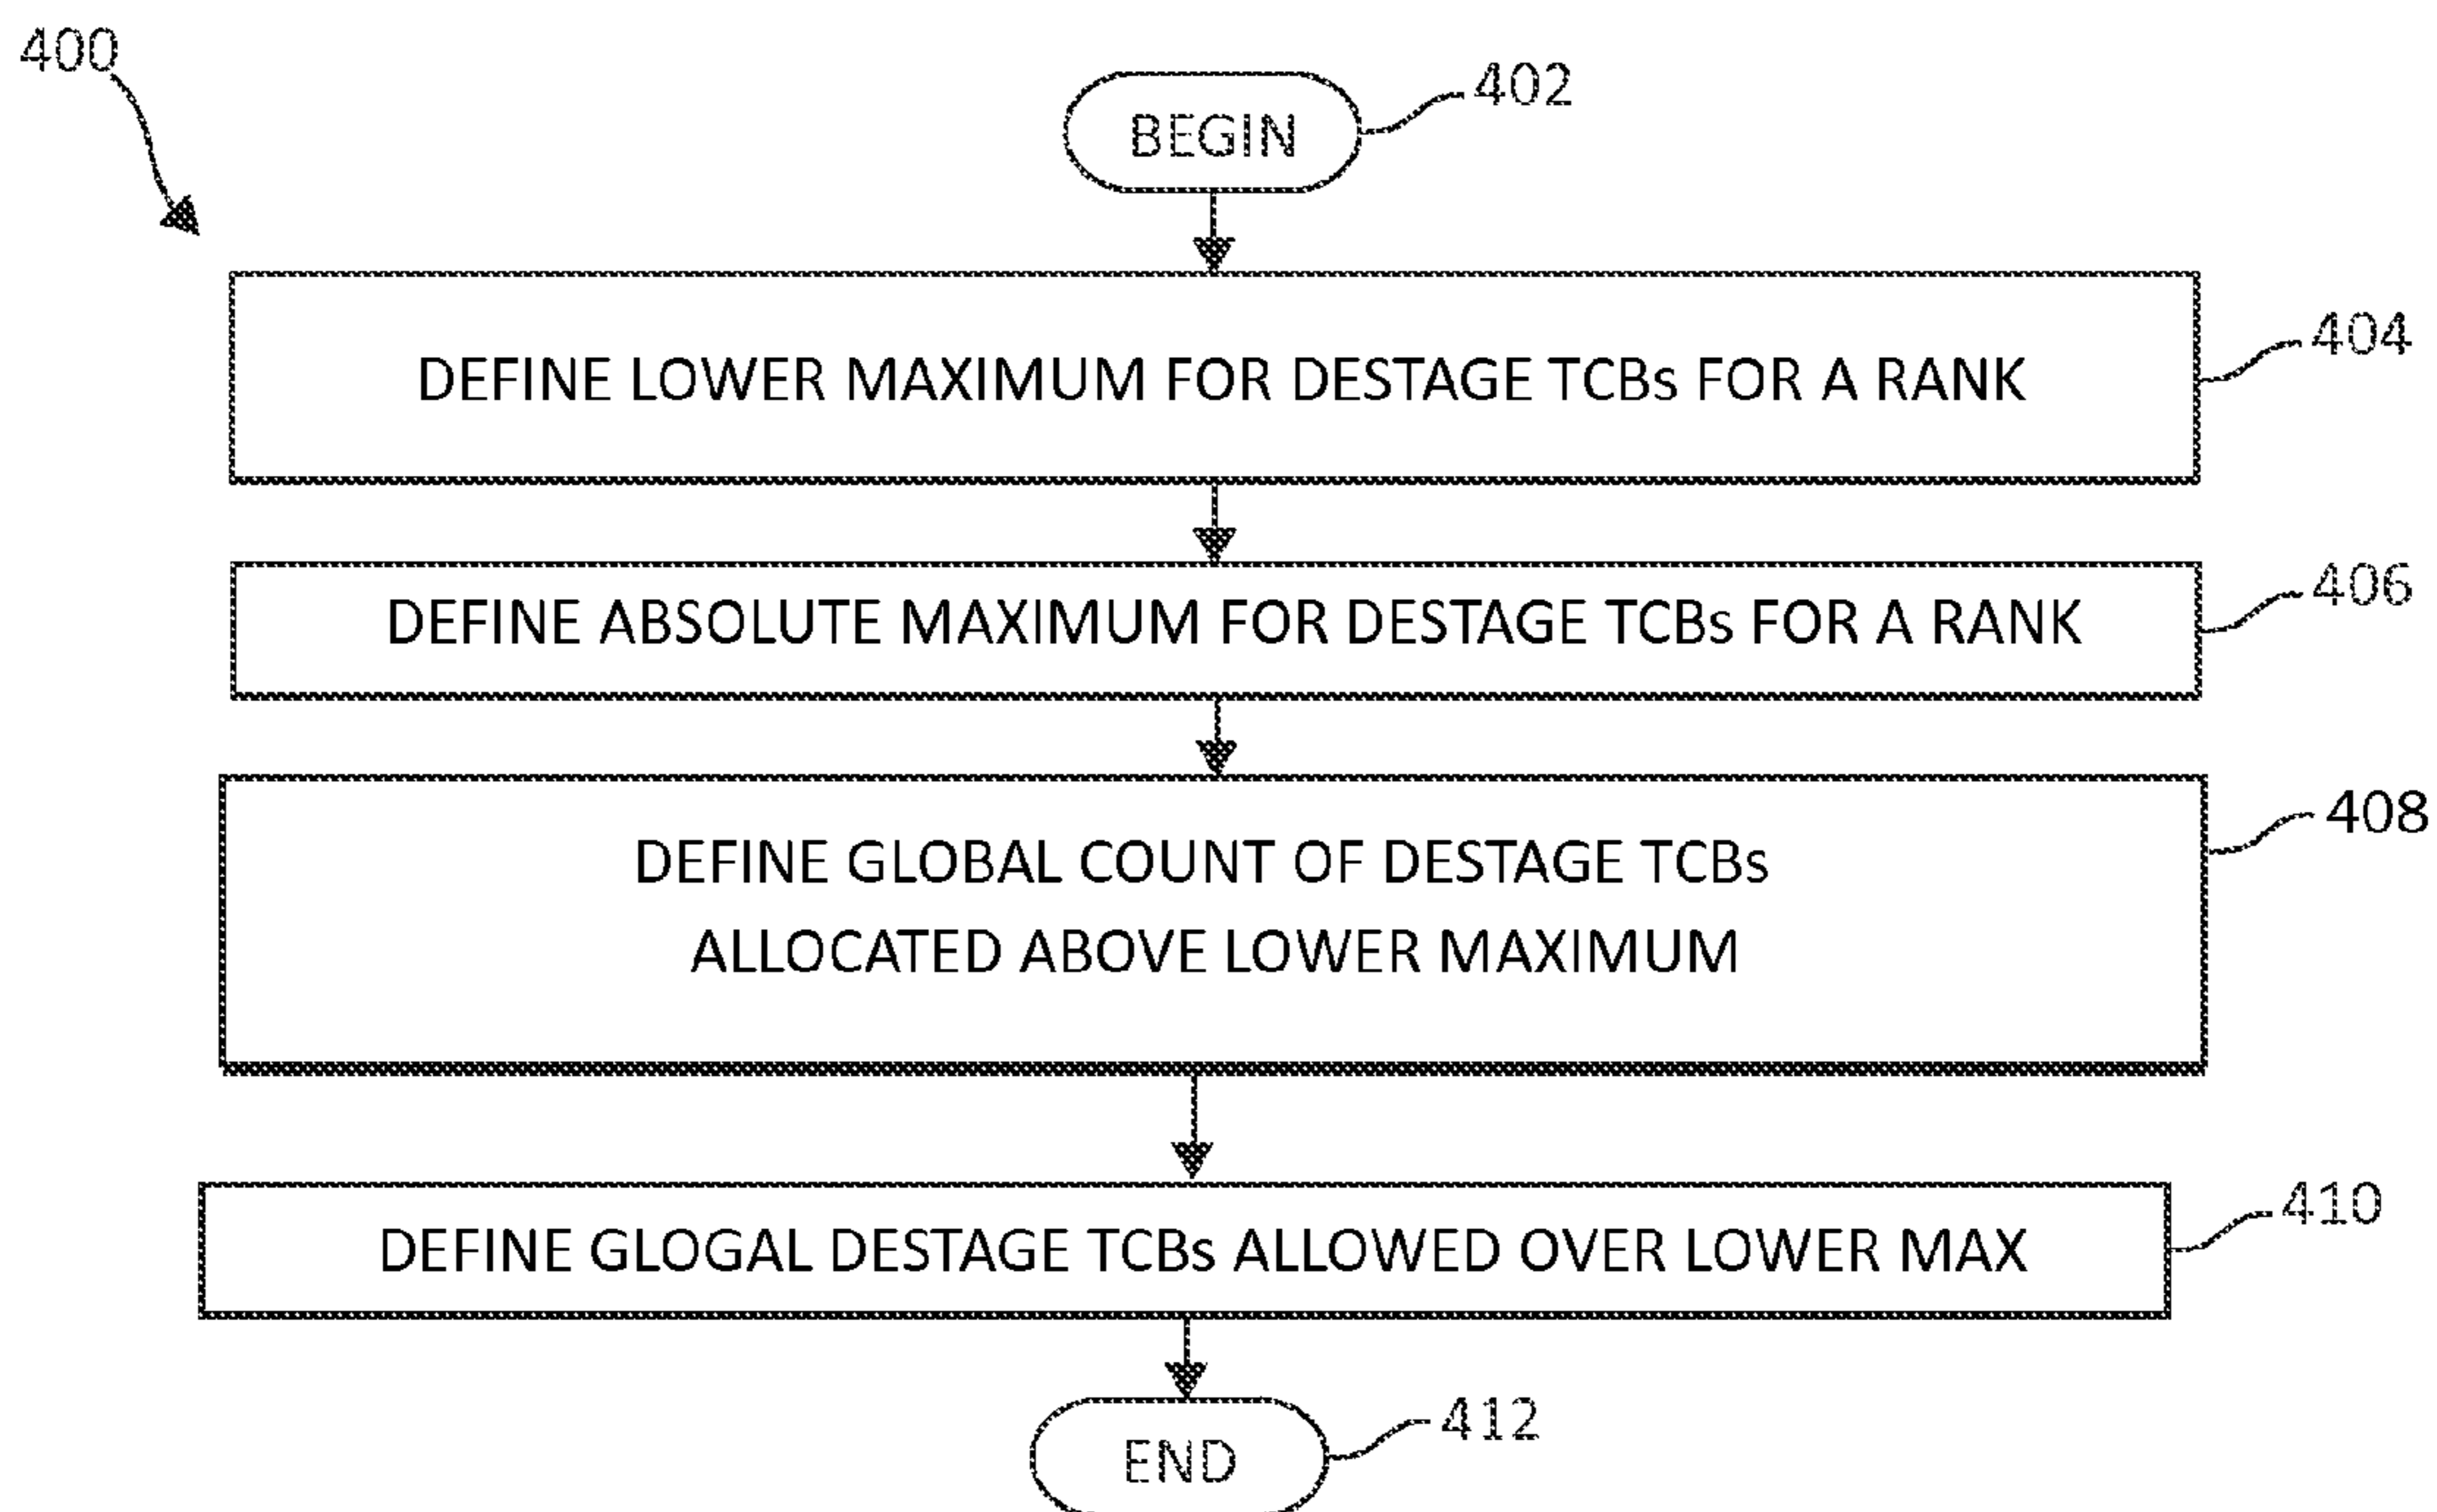 400
BEGIN
402
DEFINE LOWER MAXIMUM FOR DESTAGE TCBs FOR A RANK
404
DEFINE ABSOLUTE MAXIMUM FOR DESTAGE TCBs FOR A RANK
406
DEFINE GLOBAL COUNT OF DESTAGE TCBs
ALLOCATED ABOVE LOWER MAXIMUM
408
DEFINE GLOGAL DESTAGE TCBs ALLOWED OVER LOWER MAX
410
END
412